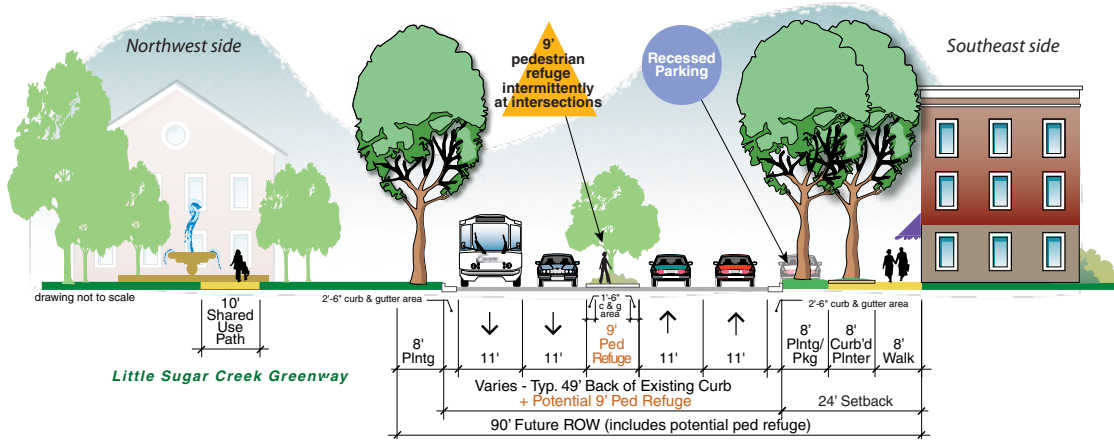 Northwest side
9'
pedestrian
refuge
intermittently
at intersections
Recessed
Parking
Southeast side
drawing not to scale
2'-6" curb & gutter area
1'-6"
c & g
area
2'-6" curb & gutter area
10'
Shared
Use
Path
8'
Plntg
11'
11'
9'
Ped
Refuge
11'
11'
8'
Plntg/
Pkg
8'
Curb'd
Plnter
8'
Walk
Little Sugar Creek Greenway
Varies - Typ. 49' Back of Existing Curb
+ Potential 9' Ped Refuge
24' Setback
90' Future ROW (includes potential ped refuge)